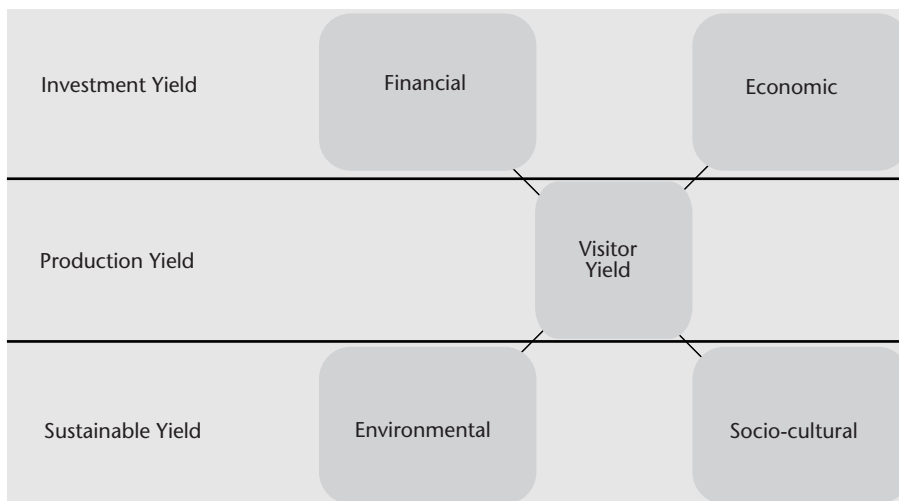 Investment Yield
Financial
Economic
Production Yield
Visitor
Yield
Sustainable Yield
Environmental
Socio-cultural